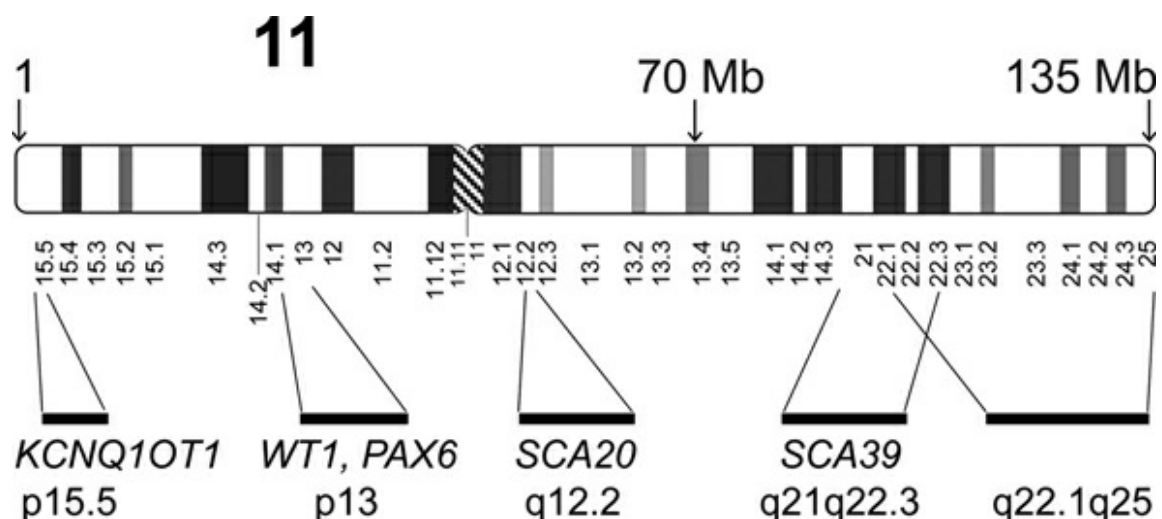 11
1 70 Mb 135 Mb
15.5 15.4 15.3 15.2 15.1 14.3 14.2 14.1 13 12 11.2 11.12 11.11 11 12.1 12.2 12.3 13.1 13.2 13.3 13.4 13.5 14.1 14.2 14.3 21 22.1 22.2 22.3 23.1 23.2 23.3 24.1 24.2 24.3 25
KCNQ1OT1 WT1, PAX6 SCA20 SCA39
p15.5 p13 q12.2 q21q22.3 q22.1q25